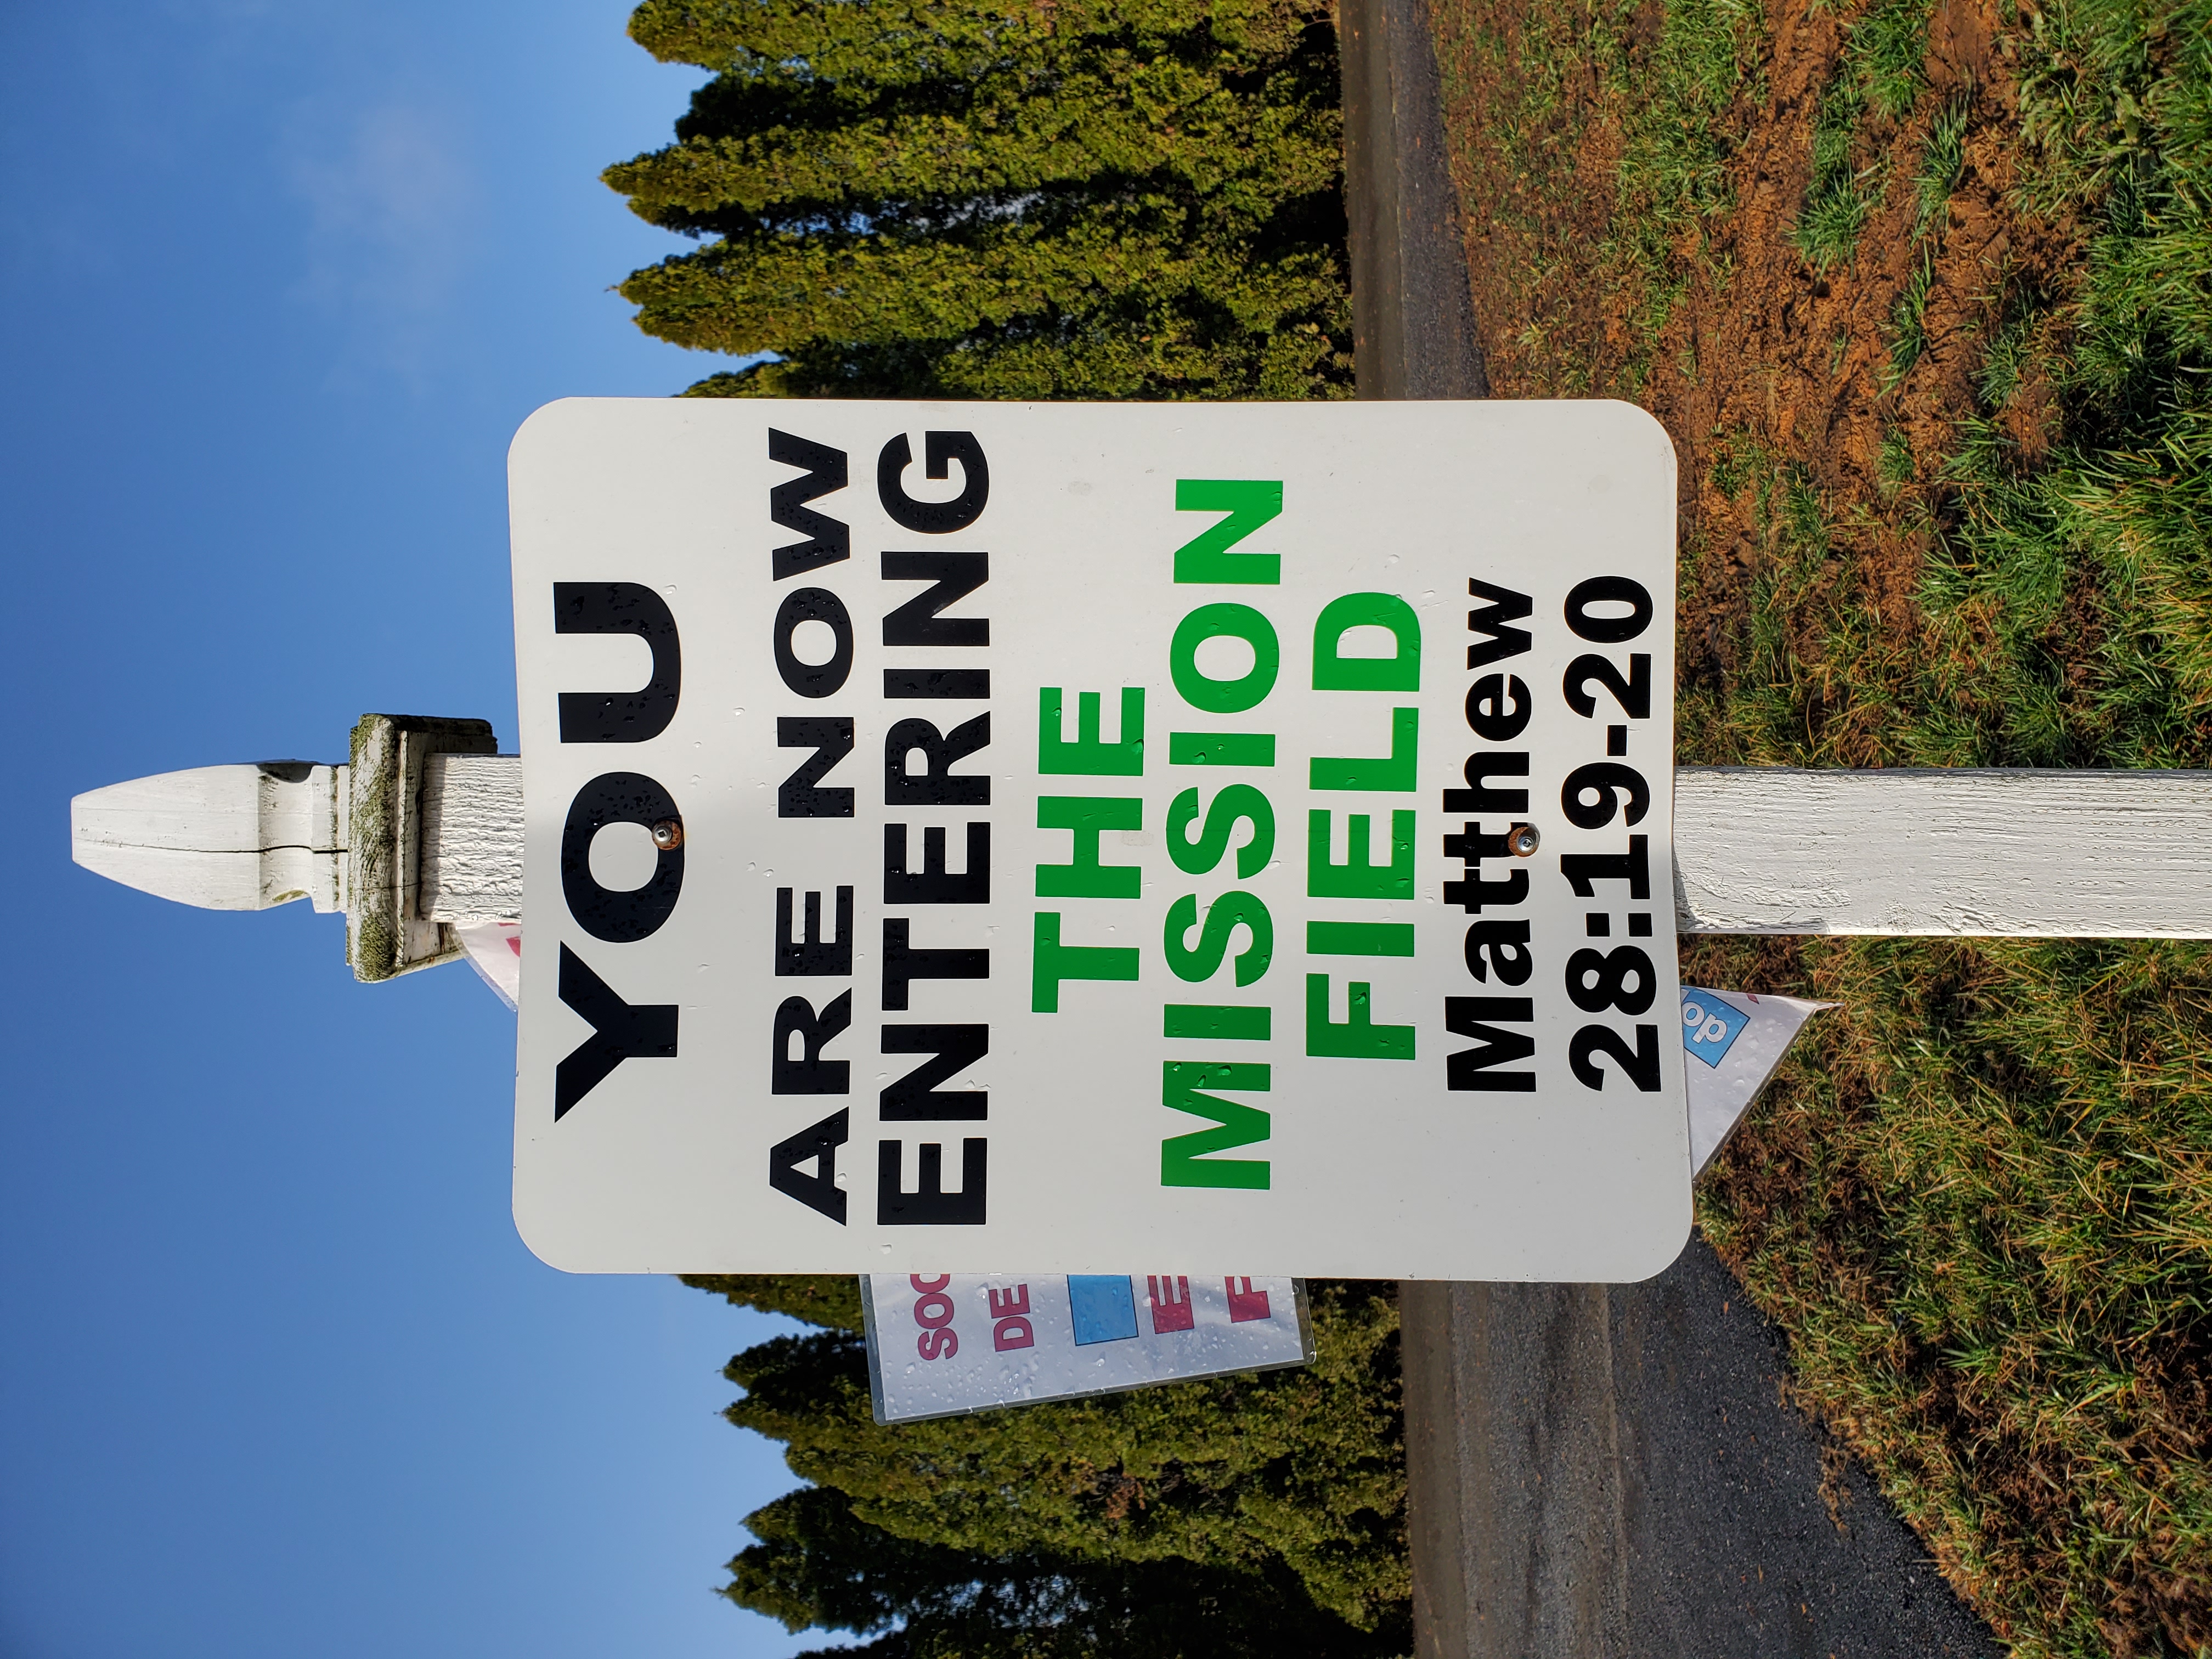 YOU
ARE NOW
ENTERING
THE
MISSION
FIELD
Matthew
28:19-20